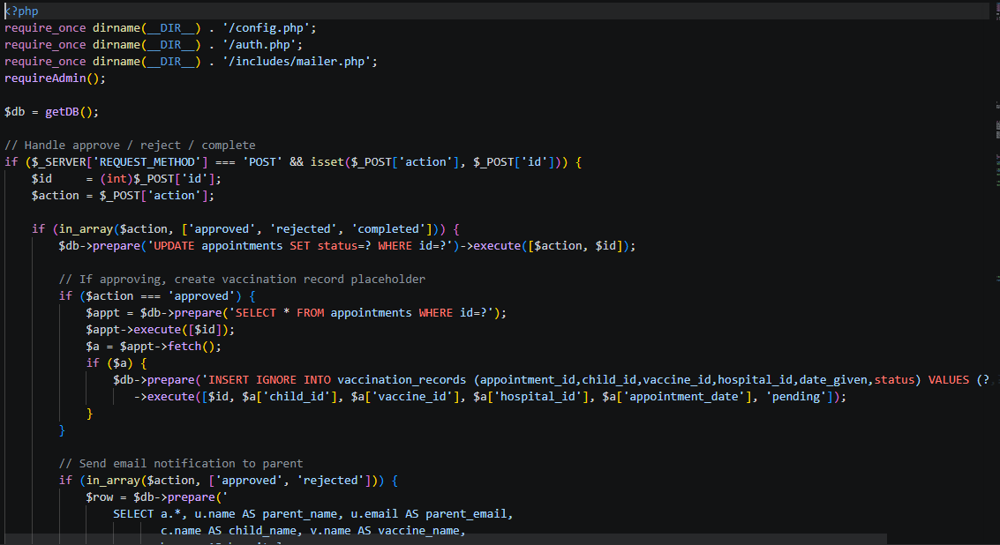 <?php
require_once dirname(__DIR__) . '/config.php';
require_once dirname(__DIR__) . '/auth.php';
require_once dirname(__DIR__) . '/includes/mailer.php';
requireAdmin();

$db = getDB();

// Handle approve / reject / complete
if ($_SERVER['REQUEST_METHOD'] === 'POST' && isset($_POST['action'], $_POST['id'])) {
    $id     = (int)$_POST['id'];
    $action = $_POST['action'];

    if (in_array($action, ['approved', 'rejected', 'completed'])) {
        $db->prepare('UPDATE appointments SET status=? WHERE id=?')->execute([$action, $id]);

        // If approving, create vaccination record placeholder
        if ($action === 'approved') {
            $appt = $db->prepare('SELECT * FROM appointments WHERE id=?');
            $appt->execute([$id]);
            $a = $appt->fetch();
            if ($a) {
                $db->prepare('INSERT IGNORE INTO vaccination_records (appointment_id,child_id,vaccine_id,hospital_id,date_given,status) VALUES (?,
                   ->execute([$id, $a['child_id'], $a['vaccine_id'], $a['hospital_id'], $a['appointment_date'], 'pending']);
            }
        }

        // Send email notification to parent
        if (in_array($action, ['approved', 'rejected'])) {
            $row = $db->prepare('
                SELECT a.*, u.name AS parent_name, u.email AS parent_email,
                       c.name AS child_name, v.name AS vaccine_name,